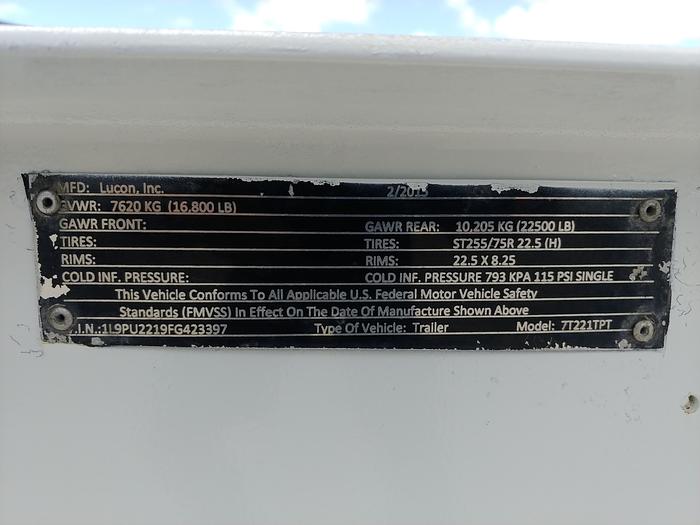 MFD: Lucon, Inc. 2/2015
GVWR: 7620 KG (16,800 LB)
GAWR FRONT: GAWR REAR: 10,205 KG (22500 LB)
TIRES: TIRES: ST255/75R 22.5 (H)
RIMS: RIMS: 22.5 X 8.25
COLD INF. PRESSURE: COLD INF. PRESSURE 793 KPA 115 PSI SINGLE
This Vehicle Conforms To All Applicable U.S. Federal Motor Vehicle Safety
Standards (FMVSS) In Effect On The Date Of Manufacture Shown Above
V.I.N.:1L9PU2219FG423397 Type Of Vehicle: Trailer Model: 7T221TPT